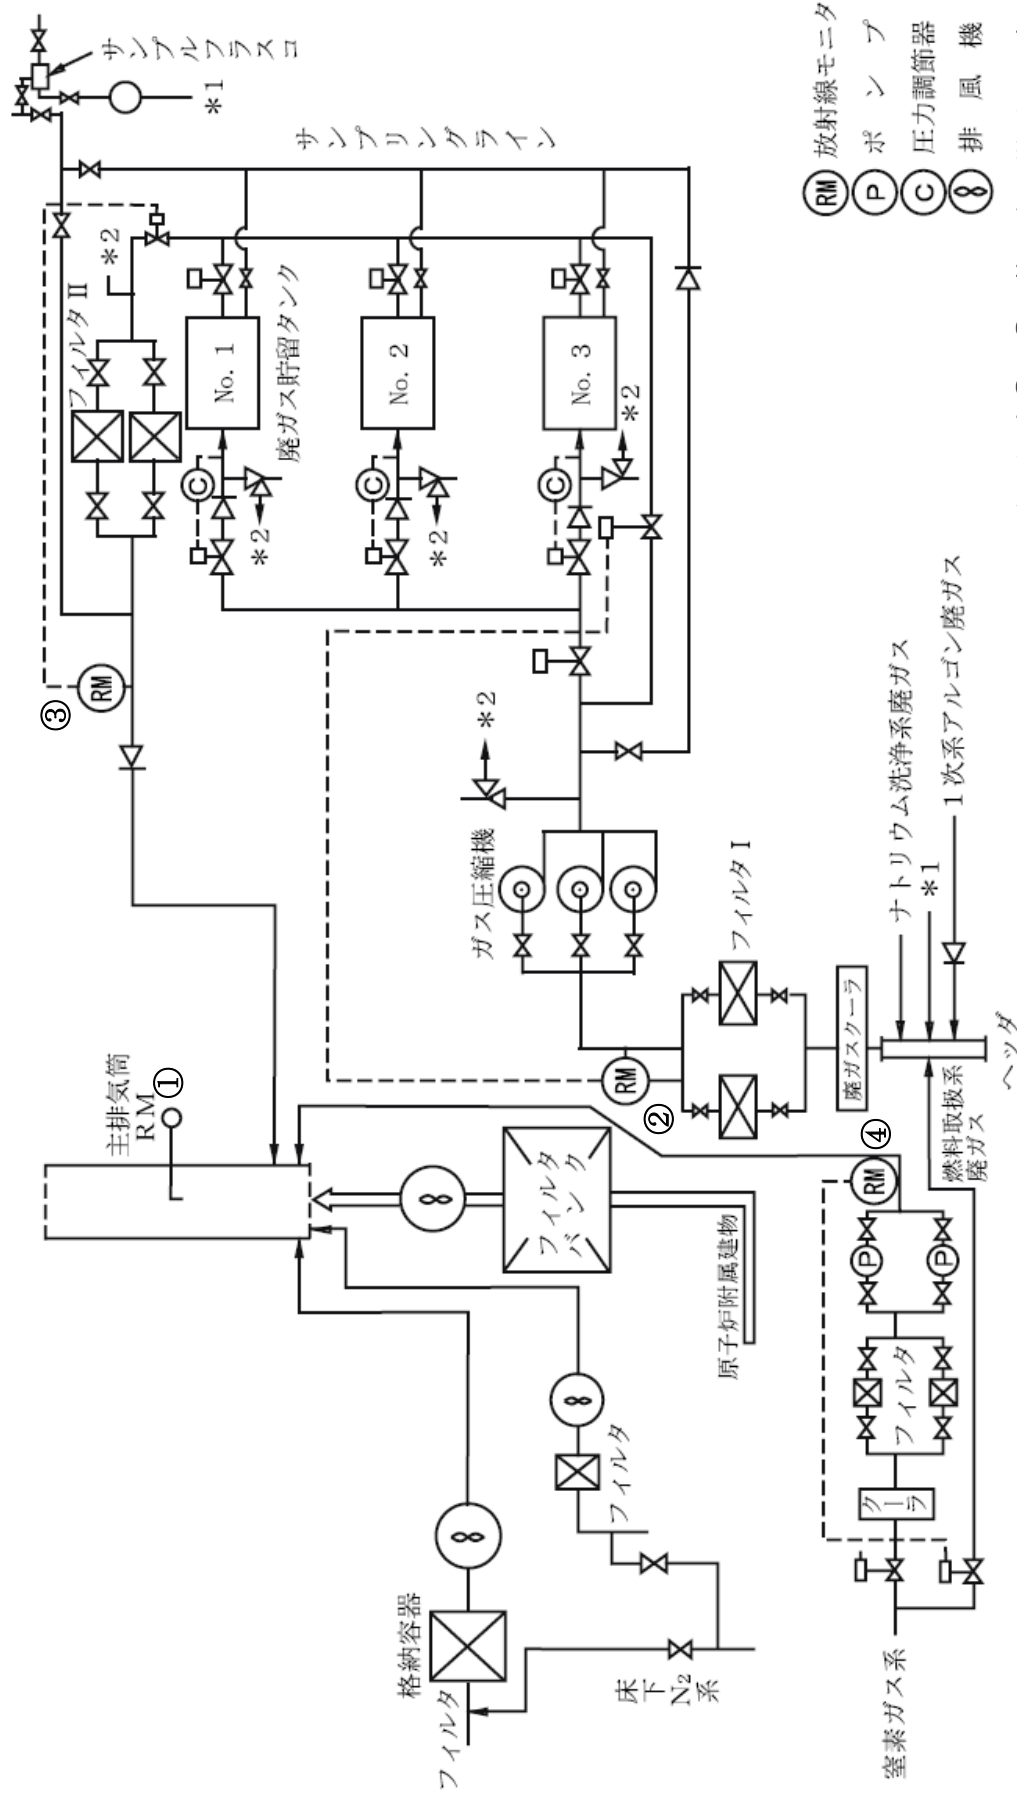 サンプルフラスコ
*1
サンプリングライン
RM 放射線モニタ
P ポンプ
C 圧力調節器
排風機
③
RM
フィルタⅡ
*2
No. 1
廃ガス貯留タンク
C
*2
No. 2
C
*2
No. 3
C
*2
*2
ガス圧縮機
フィルタⅠ
RM
②
廃ガスクーラ
ナトリウム洗浄系廃ガス
*1
1次系アルゴン廃ガス
ヘッダ
燃料取扱系
廃ガス
主排気筒
RM
①
フィルタ
バンク
原子炉附属建物
④
RM
P
P
フィルタ
クーラ
窒素ガス系
フィルタ
格納容器
フィルタ
床下
N₂
系